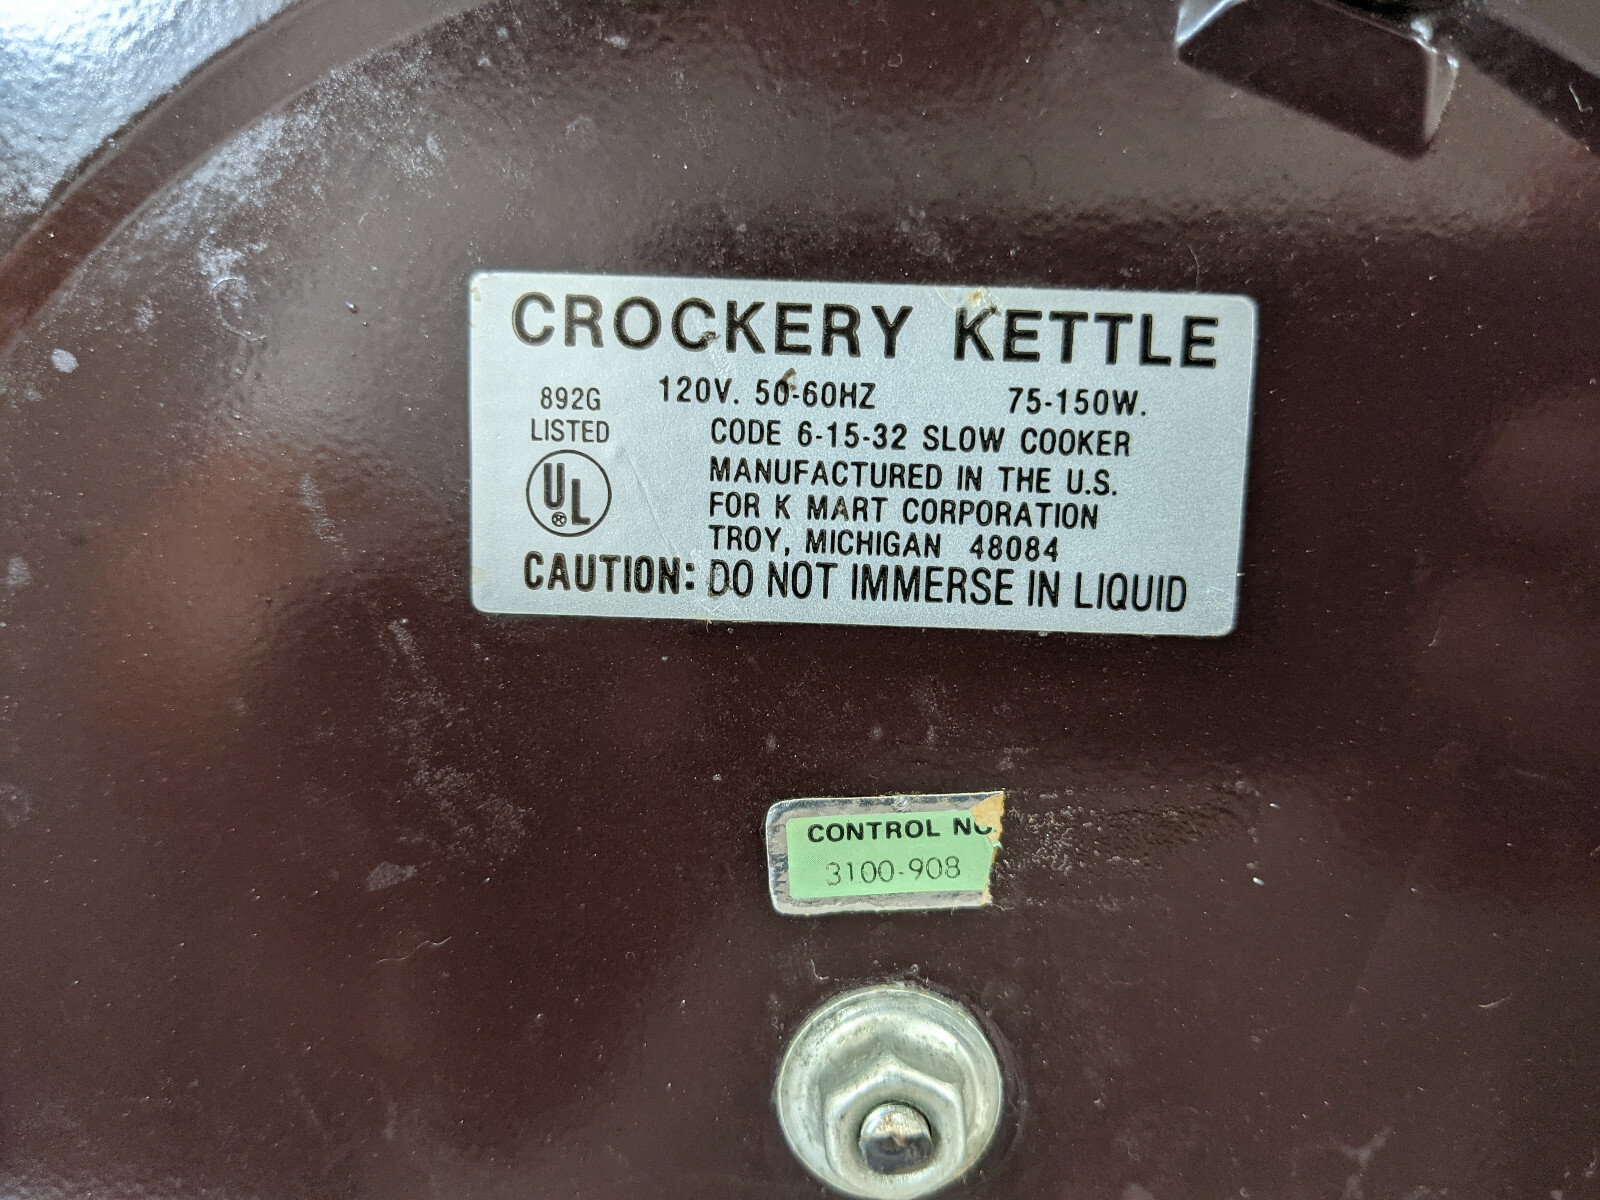 CROCKERY KETTLE
120V. 50-60HZ 75-150W.
892G
LISTED
UL
®
CODE 6-15-32 SLOW COOKER
MANUFACTURED IN THE U.S.
FOR K MART CORPORATION
TROY, MICHIGAN 48084
CAUTION: DO NOT IMMERSE IN LIQUID
CONTROL NO.
3100-908